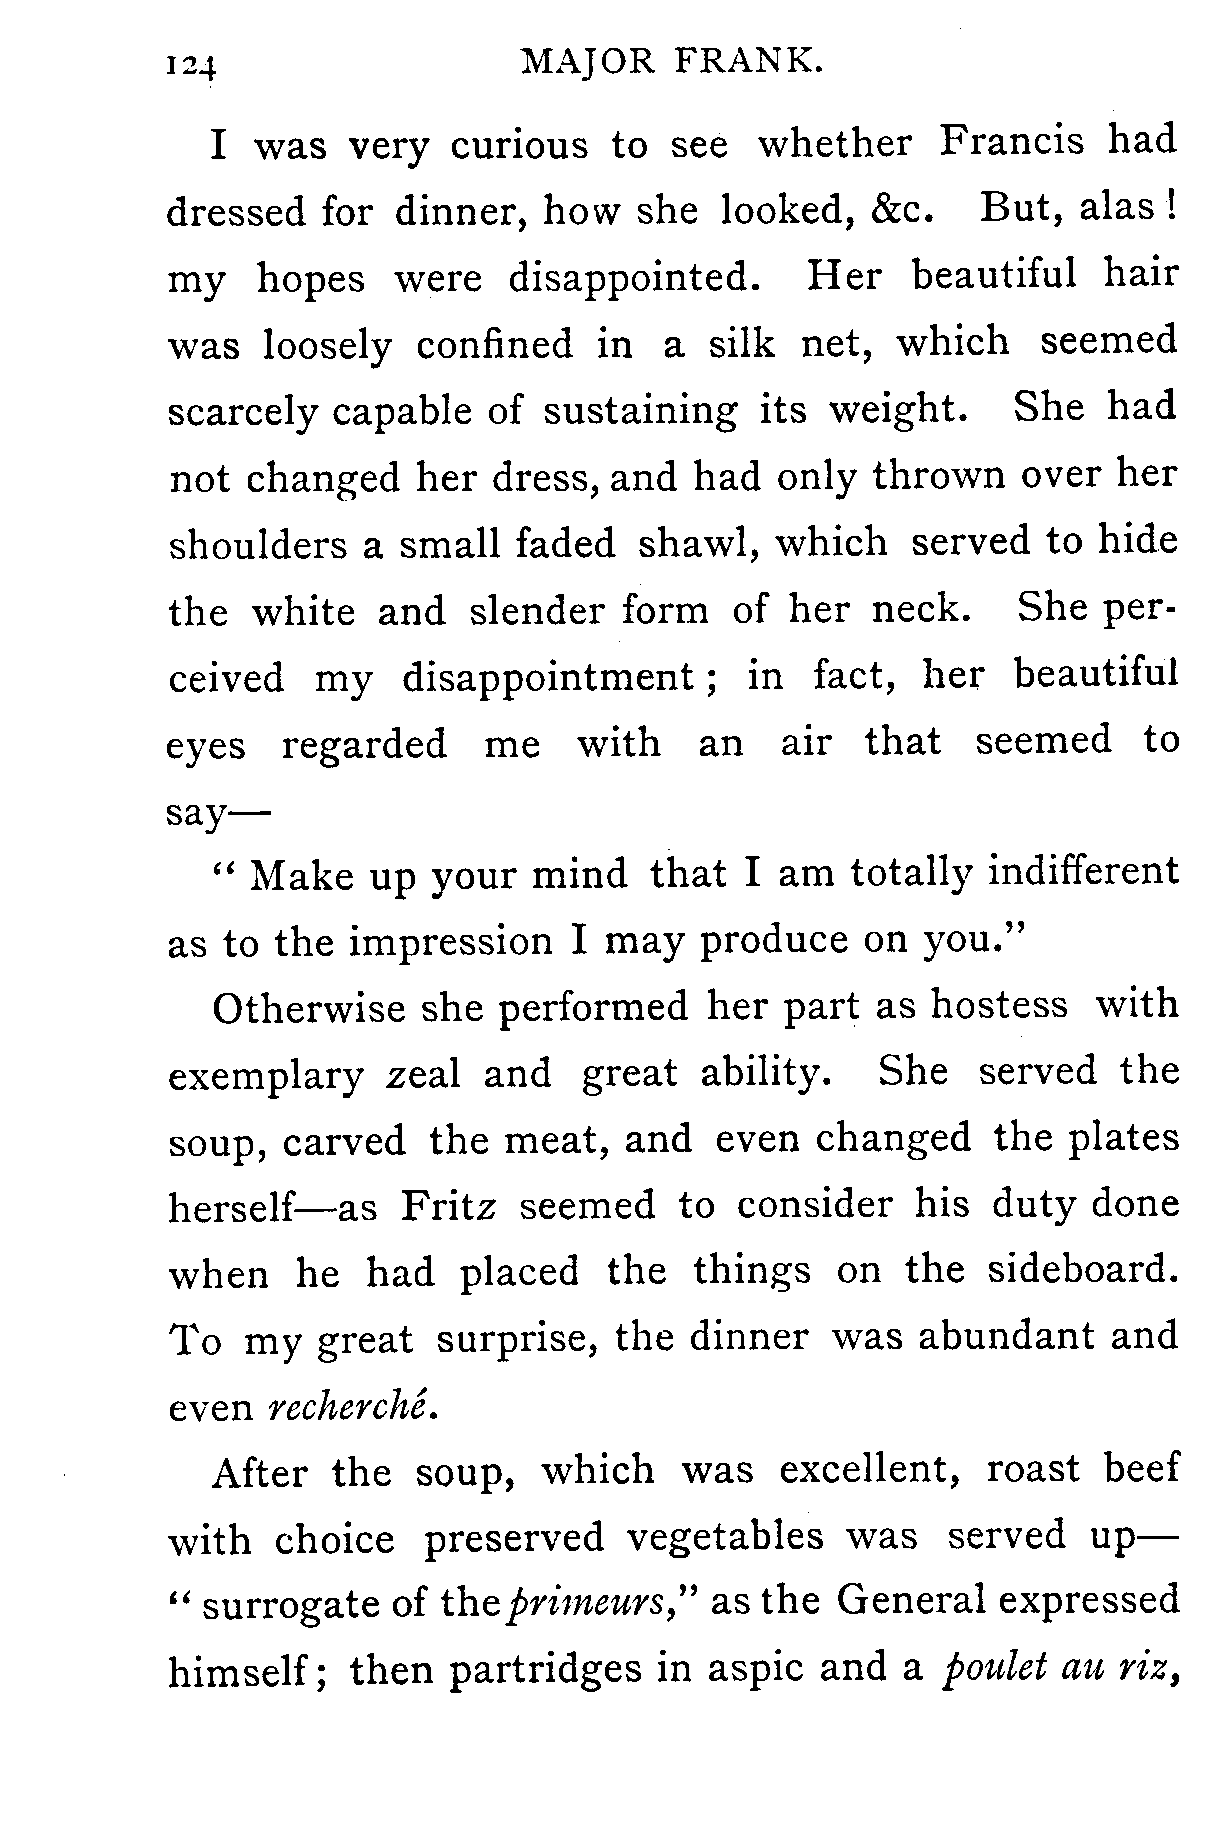 124 MAJOR FRANK.
I was very curious to see whether Francis had
dressed for dinner, how she looked, &c. But, alas !
my hopes were disappointed. Her beautiful hair
was loosely confined in a silk net, which seemed
scarcely capable of sustaining its weight. She had
not changed her dress, and had only thrown over her
shoulders a small faded shawl, which served to hide
the white and slender form of her neck. She per-
ceived my disappointment ; in fact, her beautiful
eyes regarded me with an air that seemed to
say—
“ Make up your mind that I am totally indifferent
as to the impression I may produce on you.”
Otherwise she performed her part as hostess with
exemplary zeal and great ability. She served the
soup, carved the meat, and even changed the plates
herself—as Fritz seemed to consider his duty done
when he had placed the things on the sideboard.
To my great surprise, the dinner was abundant and
even recherché.
After the soup, which was excellent, roast beef
with choice preserved vegetables was served up—
“ surrogate of the primeurs,” as the General expressed
himself ; then partridges in aspic and a poulet au riz,